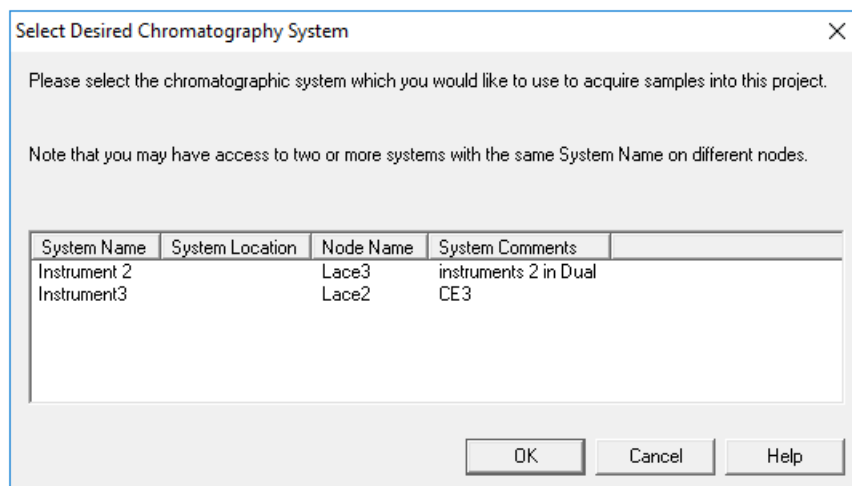 Select Desired Chromatography System
Please select the chromatographic system which you would like to use to acquire samples into this project.
Note that you may have access to two or more systems with the same System Name on different nodes.
System Name System Location Node Name System Comments
Instrument 2 Lace3 instruments 2 in Dual
Instrument3 Lace2 CE3
OK Cancel Help